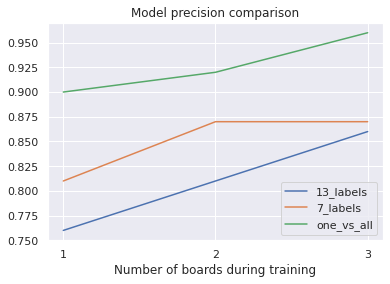 Model precision comparison
0.950
0.925
0.900
0.875
0.850
0.825
0.800
0.775
0.750
13_labels
7_labels
one_vs_all
1 2 3
Number of boards during training